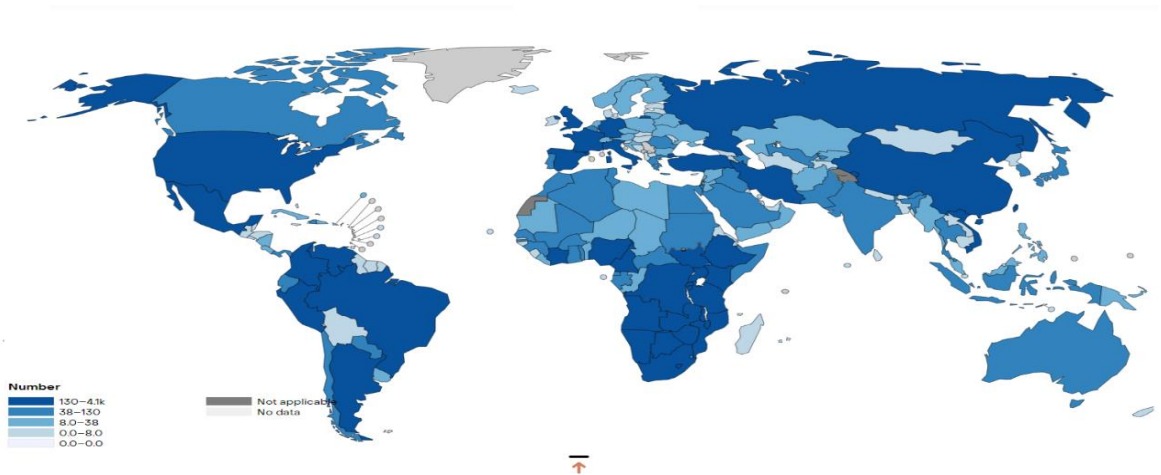 Number
130–4.1k
38–130
8.0–38
0.0–8.0
0.0–0.0
Not applicable
No data